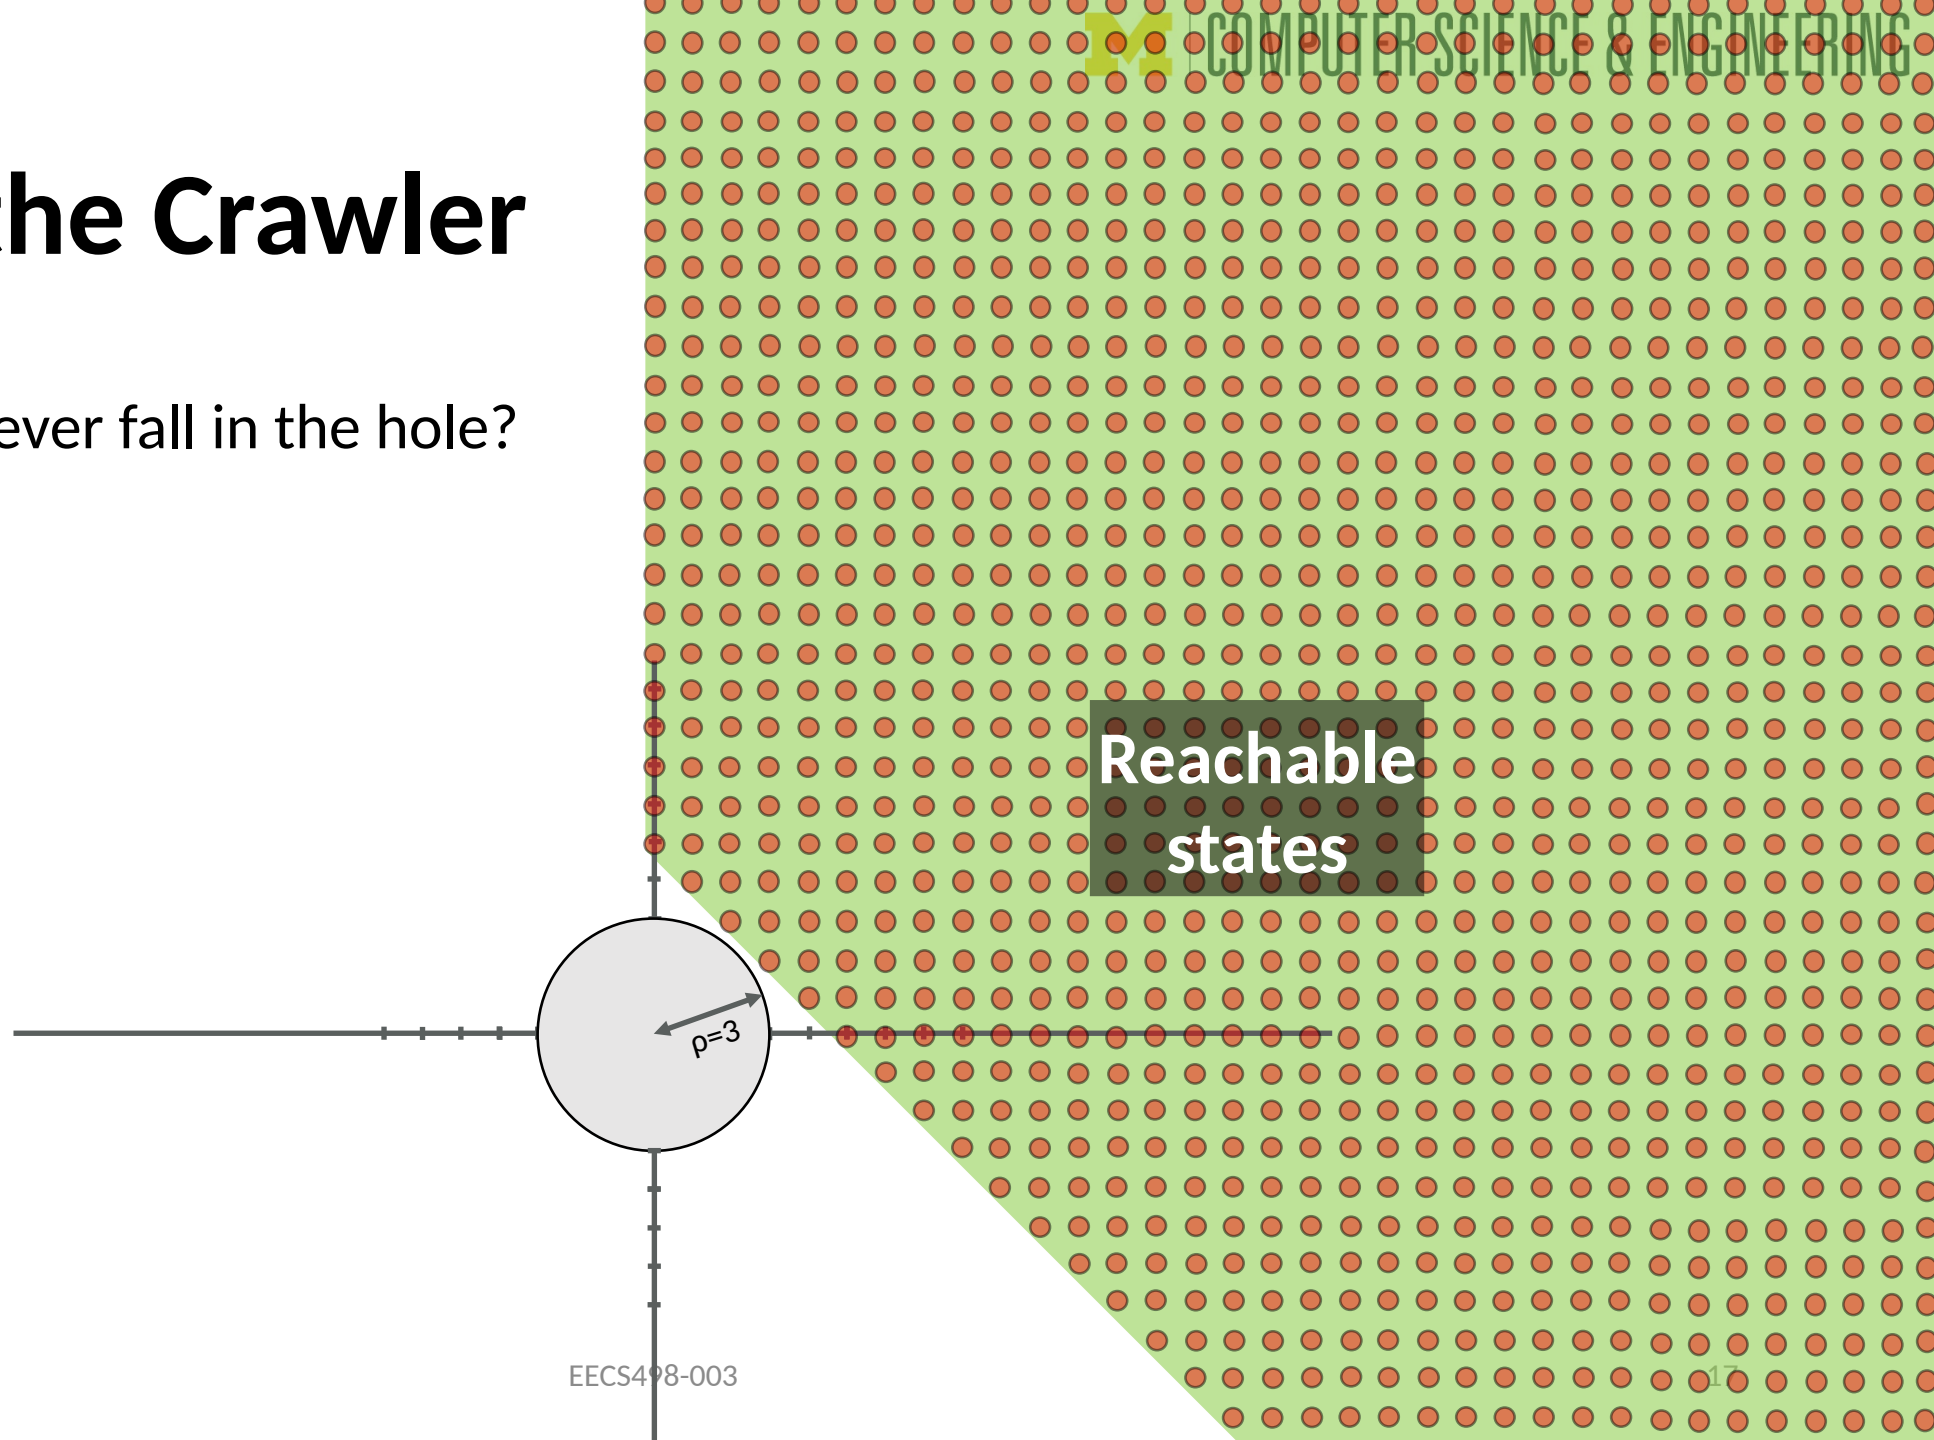 COMPUTER SCIENCE & ENGINEERING
the Crawler
ever fall in the hole?
Reachable
states
ρ=3
EECS498-003
17